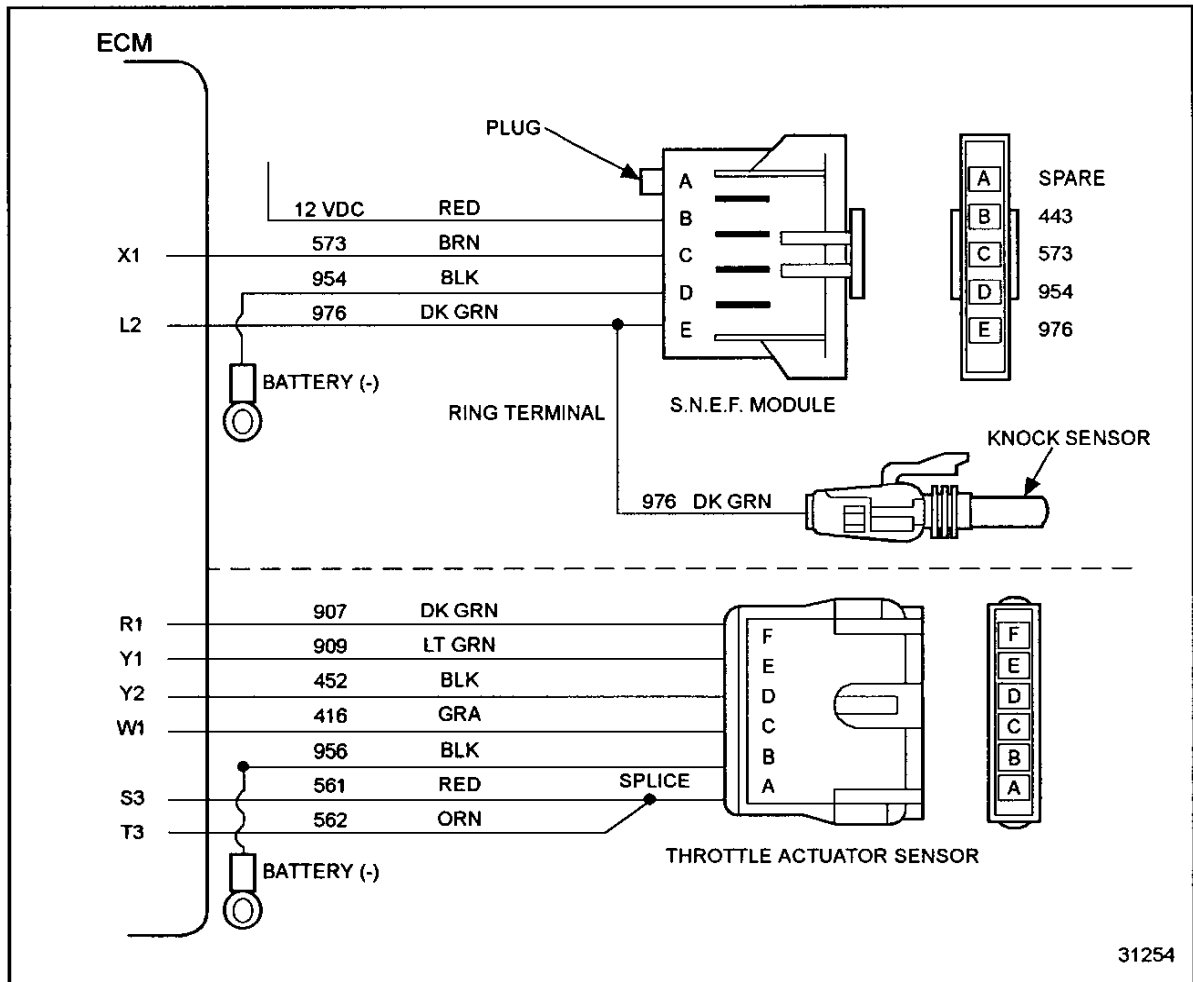 ECM
PLUG
A
12 VDC RED B
X1 573 BRN C
954 BLK D
L2 976 DK GRN E
BATTERY (-)
RING TERMINAL
S.N.E.F. MODULE
A SPARE
B 443
C 573
D 954
E 976
KNOCK SENSOR
976 DK GRN
R1 907 DK GRN F
Y1 909 LT GRN E
Y2 452 BLK D
W1 416 GRA C
956 BLK B
S3 561 RED SPLICE A
T3 562 ORN
BATTERY (-)
THROTTLE ACTUATOR SENSOR
F
E
D
C
B
A
31254